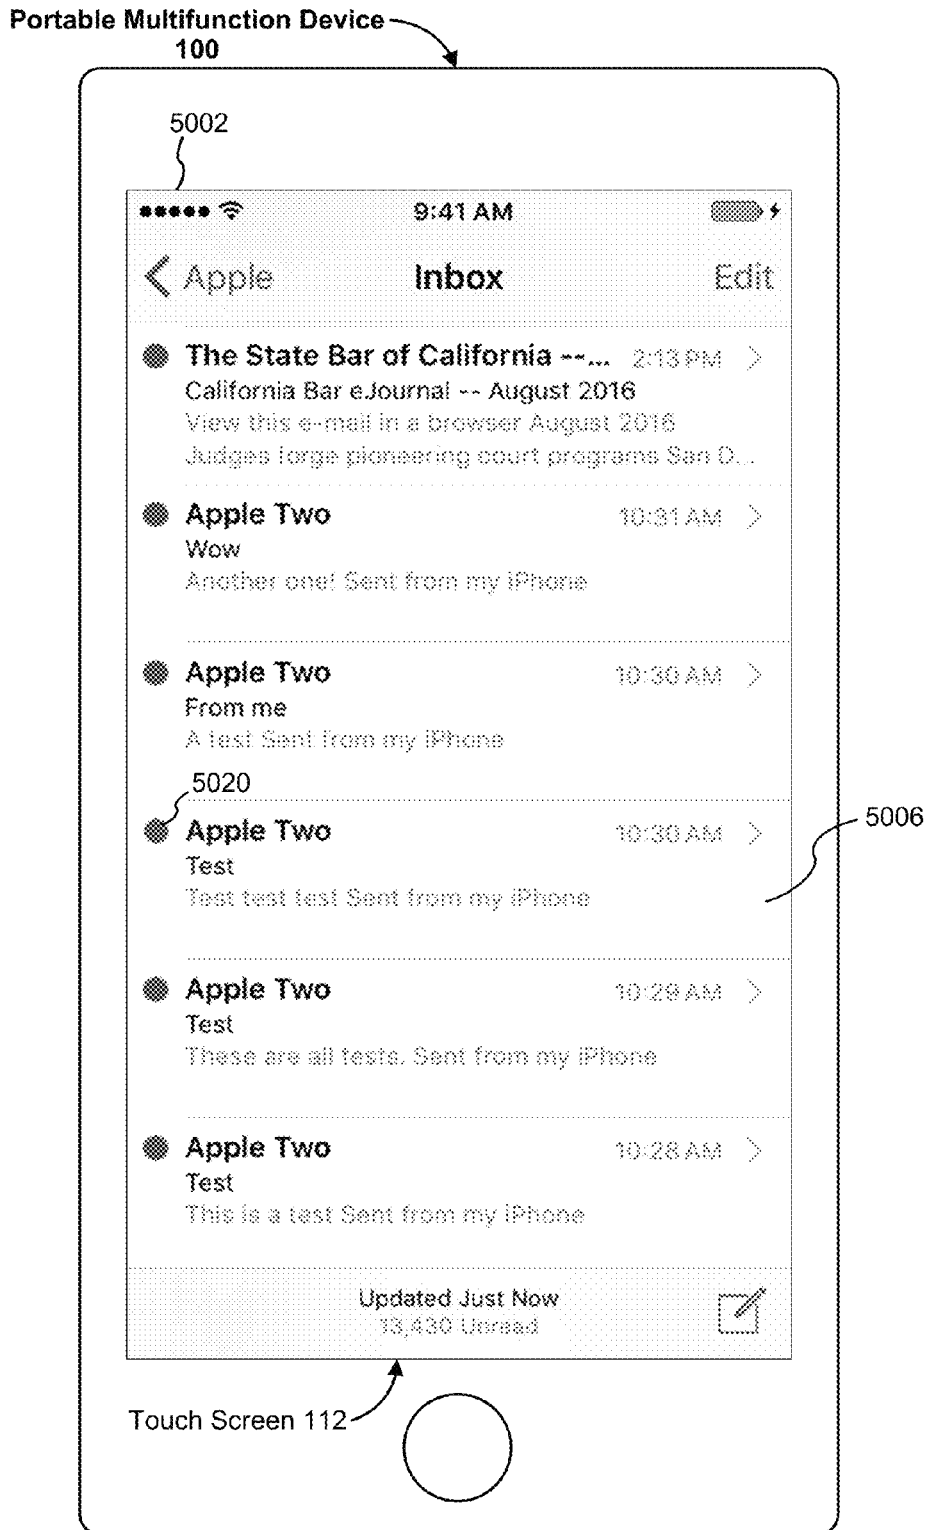 Portable Multifunction Device
100
5002
9:41 AM
Apple Inbox Edit
The State Bar of California --... 2:13 PM
California Bar eJournal -- August 2016
View this e-mail in a browser August 2016
Judges forge pioneering court programs San D...
Apple Two 10:31 AM
Wow
Another one! Sent from my iPhone
Apple Two 10:30 AM
From me
A test Sent from my iPhone
5020
Apple Two 10:30 AM
5006
Test
Test test test Sent from my iPhone
Apple Two 10:29 AM
Test
These are all tests. Sent from my iPhone
Apple Two 10:28 AM
Test
This is a test Sent from my iPhone
Updated Just Now
13,430 Unread
Touch Screen 112